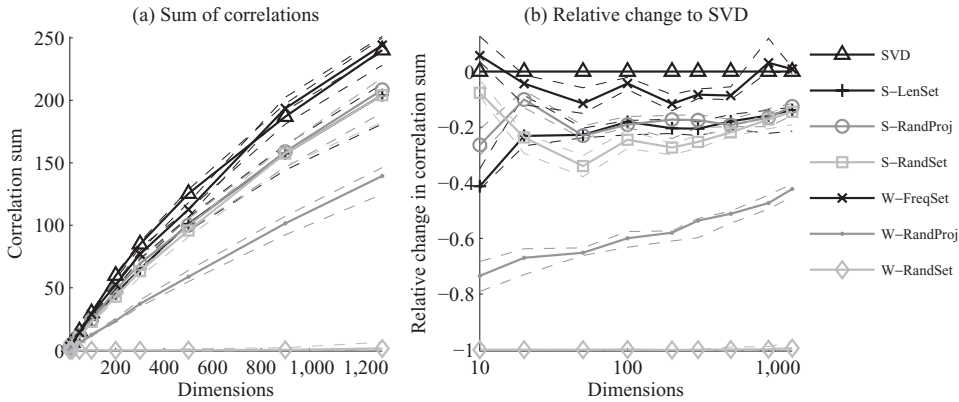 (a) Sum of correlations
Correlation sum
250
200
150
100
50
0
200 400 600 800 1,000 1,200
Dimensions
(b) Relative change to SVD
Relative change in correlation sum
0
−0.2
−0.4
−0.6
−0.8
−1
10 100 1,000
Dimensions
SVD
S−LenSet
S−RandProj
S−RandSet
W−FreqSet
W−RandProj
W−RandSet